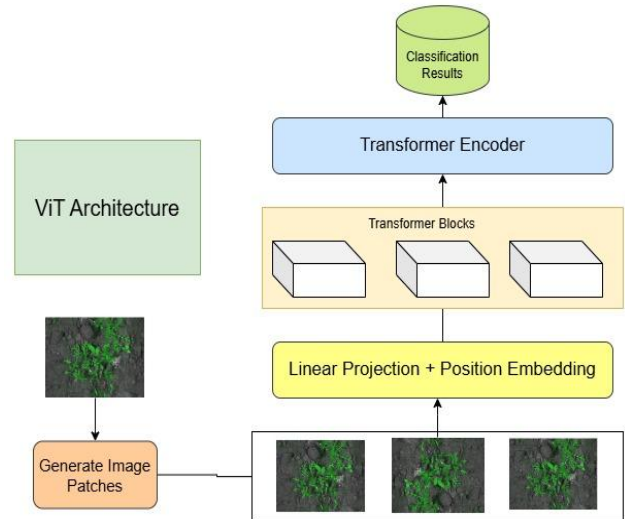 Classification
Results
Transformer Encoder
ViT Architecture
Transformer Blocks
Linear Projection + Position Embedding
Generate Image
Patches